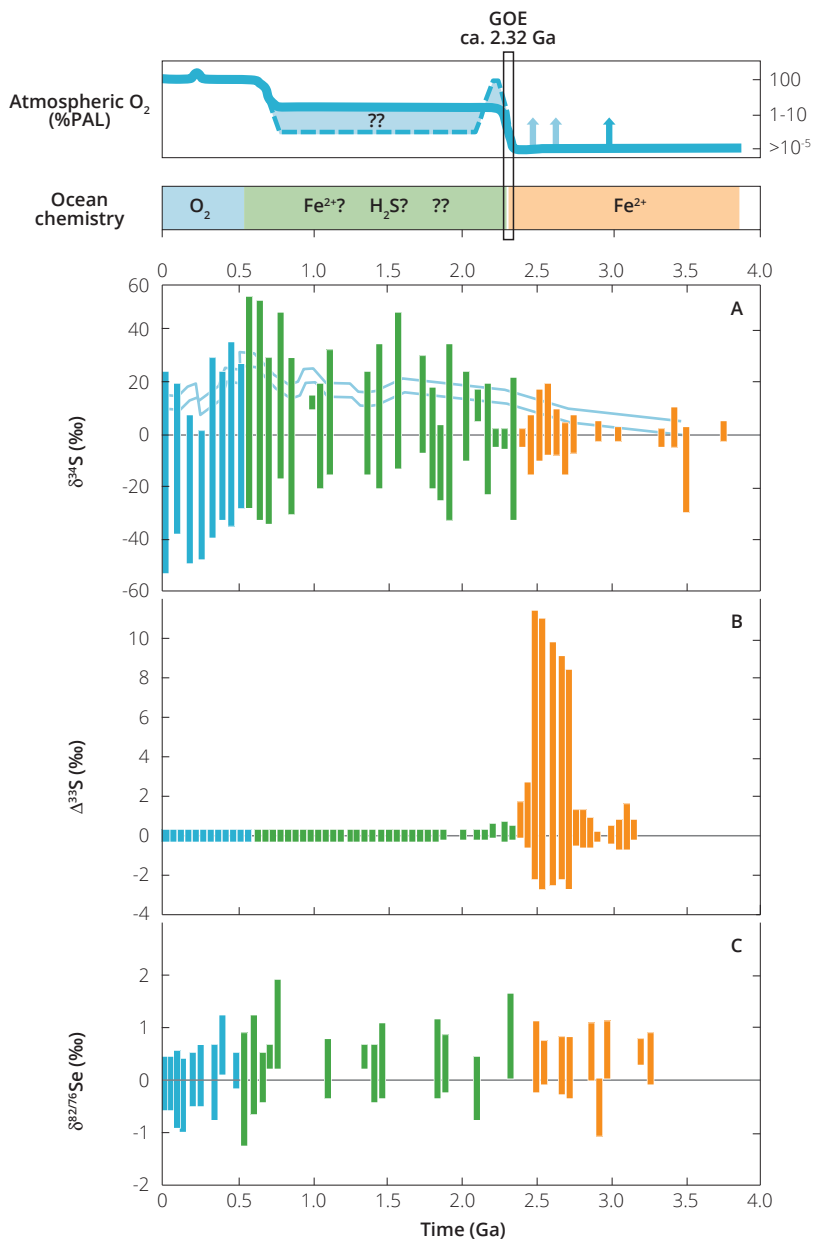 GOE
ca. 2.32 Ga
Atmospheric O₂
(%PAL)
??
100
1-10
>10⁻⁵
Ocean
chemistry
O₂
Fe²⁺? H₂S? ??
Fe²⁺
0 0.5 1.0 1.5 2.0 2.5 3.0 3.5 4.0
A
60
40
20
0
-20
-40
-60
δ³⁴S (‰)
B
10
8
6
4
2
0
-2
-4
Δ³³S (‰)
C
2
1
0
-1
-2
δ⁸²/⁷⁶Se (‰)
0 0.5 1.0 1.5 2.0 2.5 3.0 3.5 4.0
Time (Ga)